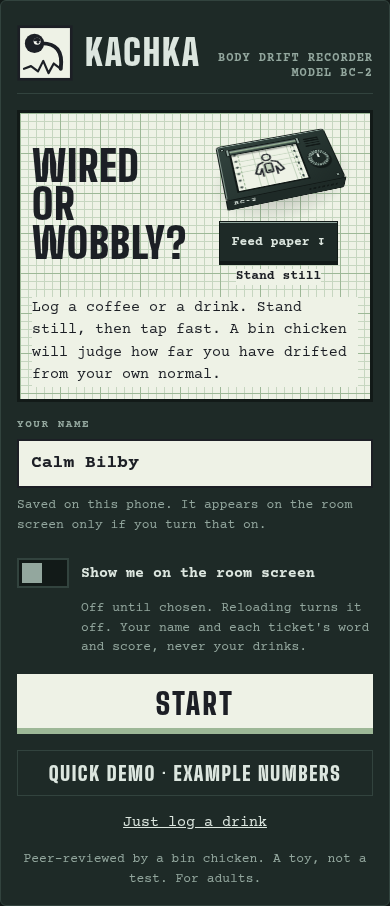 KACHKA
BODY DRIFT RECORDER
MODEL BC-2
WIRED
OR
WOBBLY?
BC-2
Feed paper ↧
Stand still
Log a coffee or a drink. Stand
still, then tap fast. A bin chicken
will judge how far you have drifted
from your own normal.
YOUR NAME
Calm Bilby
Saved on this phone. It appears on the room
screen only if you turn that on.
Show me on the room screen
Off until chosen. Reloading turns it
off. Your name and each ticket's word
and score, never your drinks.
START
QUICK DEMO · EXAMPLE NUMBERS
Just log a drink
Peer-reviewed by a bin chicken. A toy, not a
test. For adults.